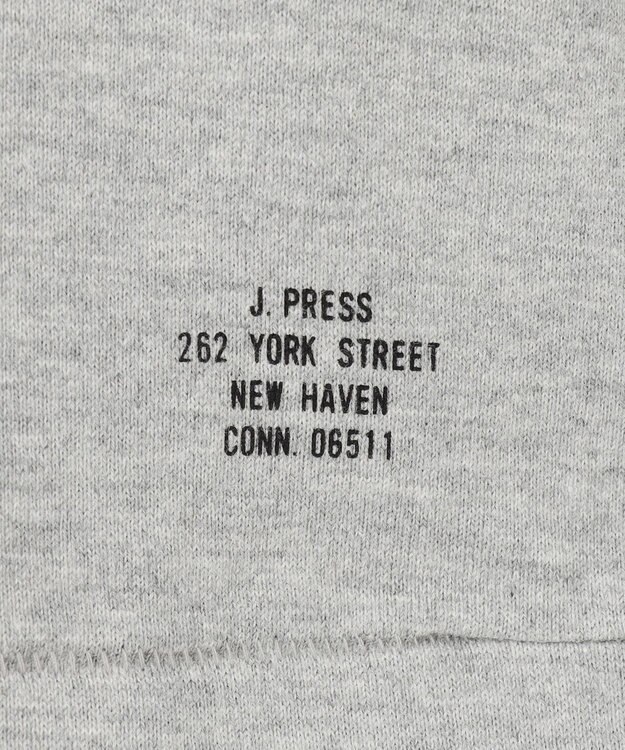 J. PRESS
262 YORK STREET
NEW HAVEN
CONN. 06511